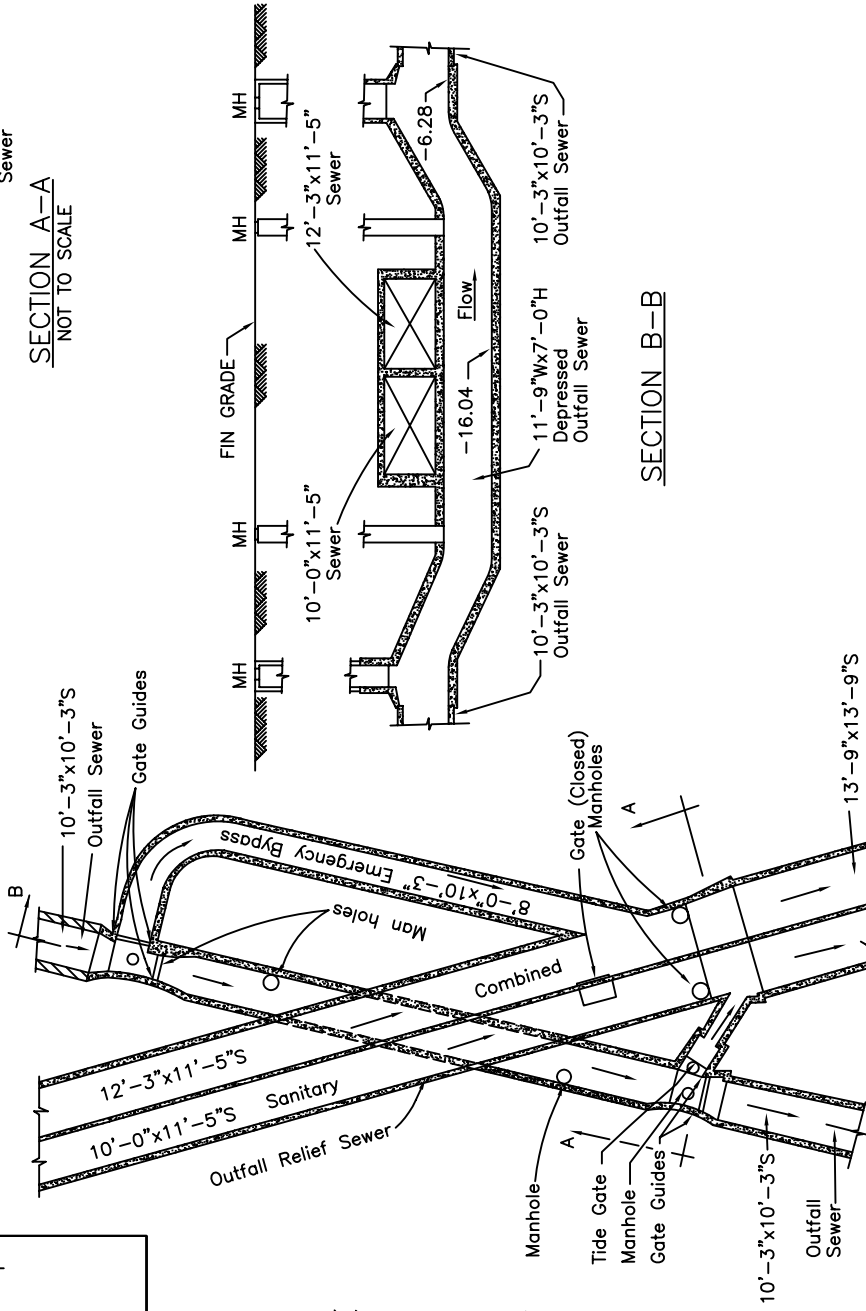 Sewer
SECTION A-A
NOT TO SCALE
FIN GRADE
MH
MH
MH
MH
10'-0"x11'-5"
Sewer
12'-3"x11'-5"
Sewer
-16.04
-6.28
Flow
10'-3"x10'-3"S
Outfall Sewer
11'-9"Wx7'-0"H
Depressed
Outfall Sewer
10'-3"x10'-3"S
Outfall Sewer
SECTION B-B
B
10'-3"x10'-3"S
Outfall Sewer
Gate Guides
8'-0"x10'-3" Emergency Bypass
Man holes
12'-3"x11'-5"S
Combined
10'-0"x11'-5"S Sanitary
Outfall Relief Sewer
Gate (Closed)
Manholes
A
Manhole
A
Tide Gate
Manhole
Gate Guides
10'-3"x10'-3"S
Outfall
Sewer
13'-9"x13'-9"S